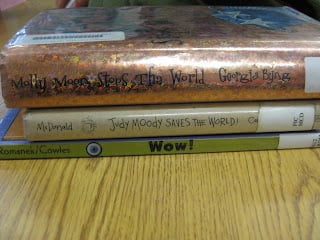 Molly Moon Stops The World Georgia Byng
McDonald JUDY MOODY SAVES THE WORLD!
Romanek/Cowles Wow!